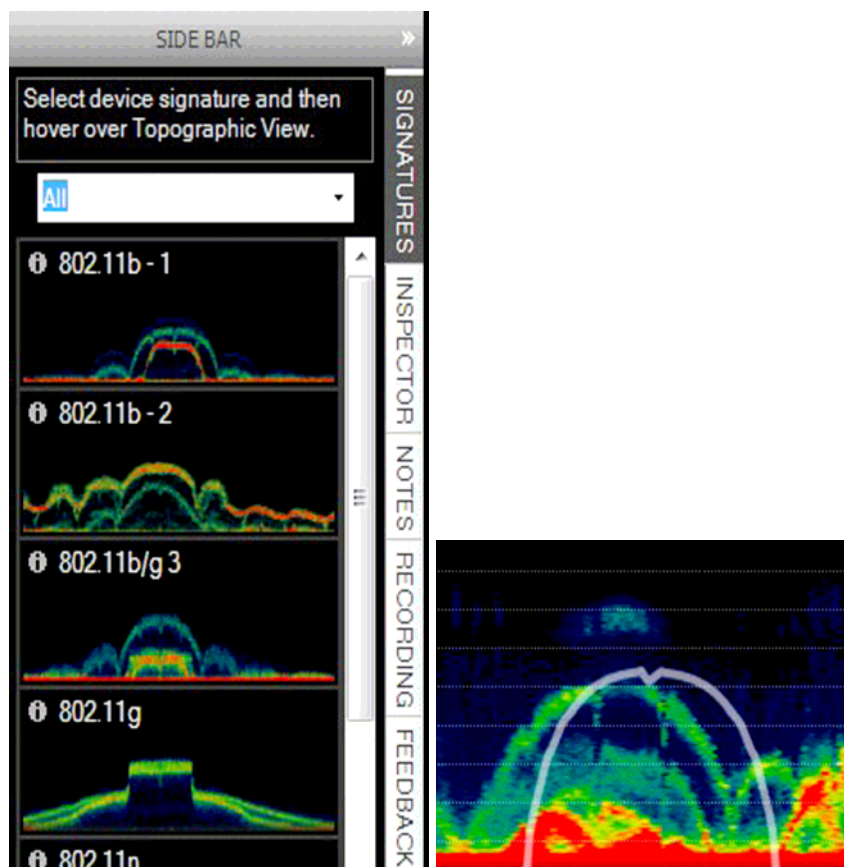 SIDE BAR »
Select device signature and then
hover over Topographic View.
All
802.11b - 1
802.11b - 2
802.11b/g 3
802.11g
802.11n
SIGNATURES
INSPECTOR
NOTES
RECORDING
FEEDBACK